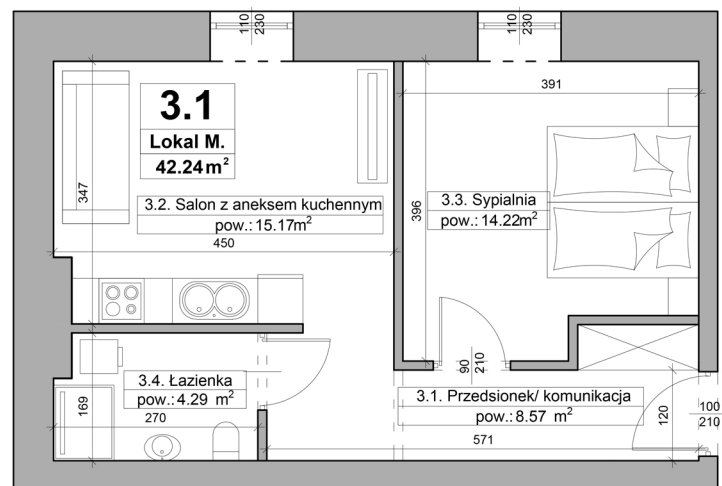 110
230
110
230
3.1
Lokal M.
42.24m²
391
347
3.2. Salon z aneksem kuchennym
pow.: 15.17m²
450
396
3.3. Sypialnia
pow.: 14.22m²
90
210
3.4. Łazienka
pow.: 4.29 m²
169
270
3.1. Przedsionek/ komunikacja
pow.: 8.57 m²
120
100
210
571